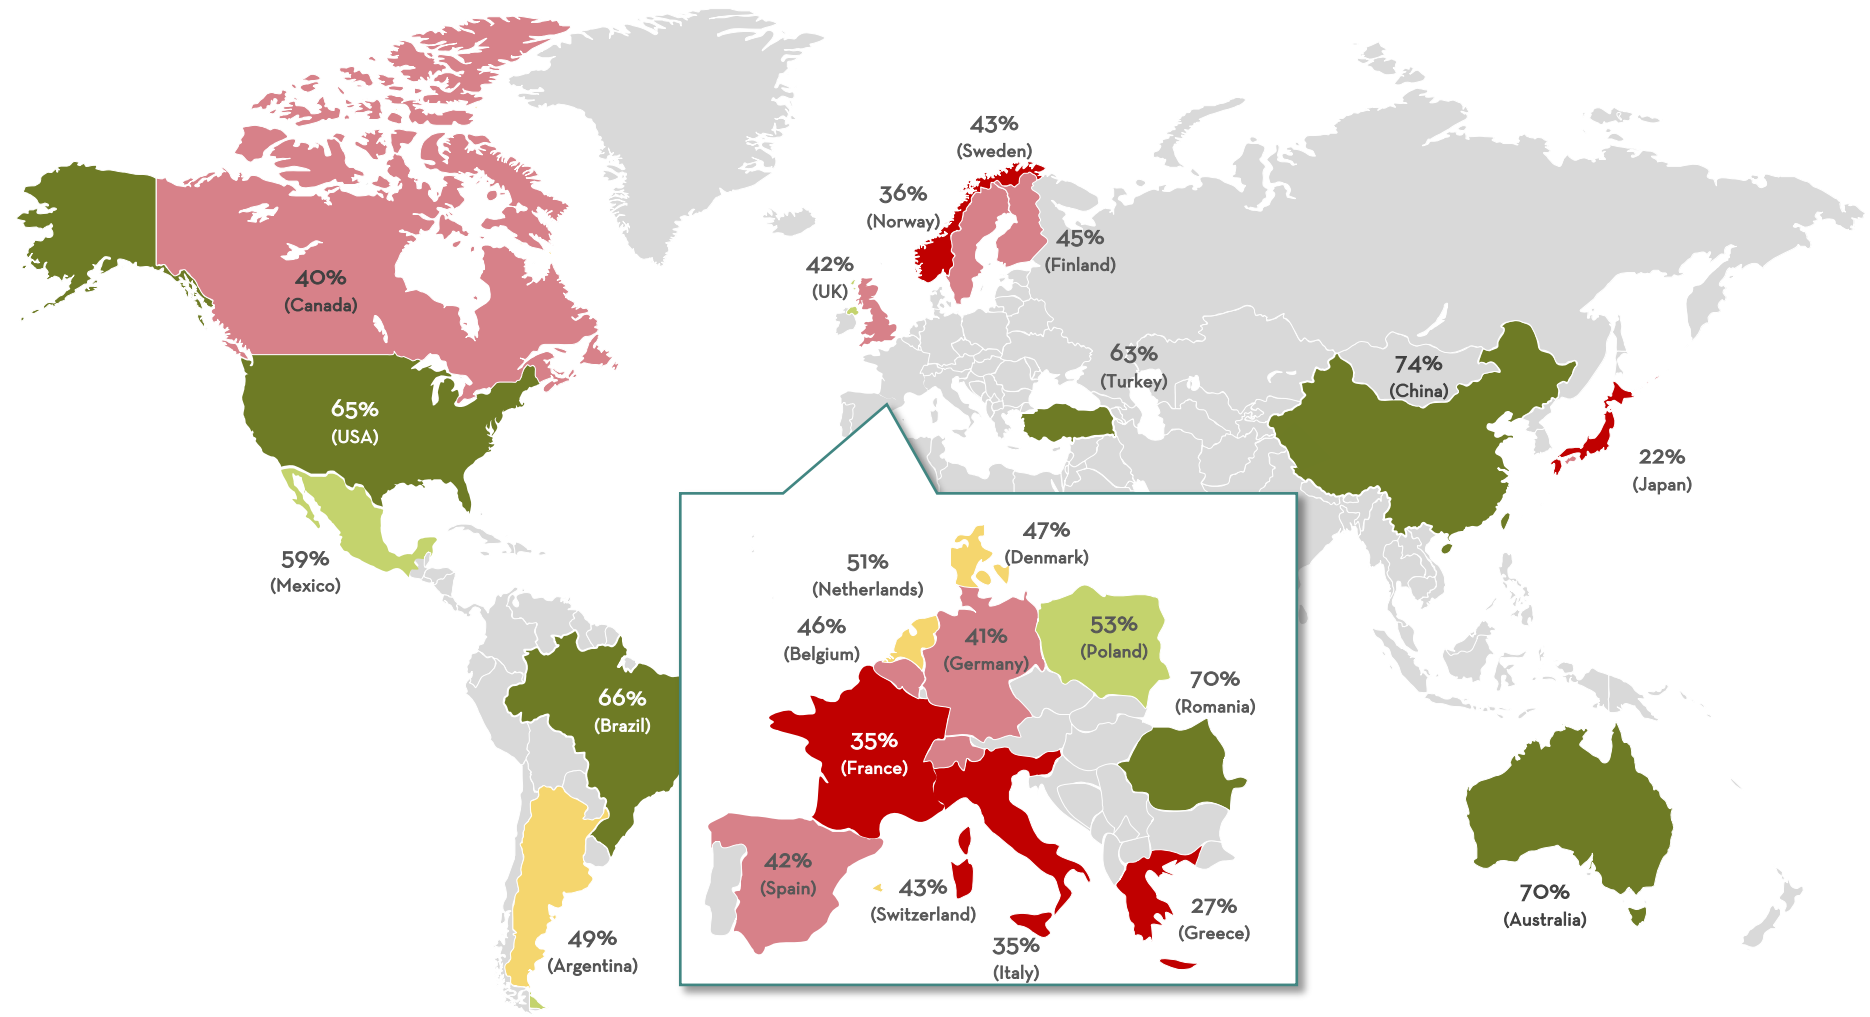 43%
(Sweden)
36%
(Norway)
45%
(Finland)
42%
(UK)
40%
(Canada)
63%
(Turkey)
74%
(China)
65%
(USA)
22%
(Japan)
59%
(Mexico)
47%
(Denmark)
51%
(Netherlands)
46%
(Belgium)
41%
(Germany)
53%
(Poland)
70%
(Romania)
66%
(Brazil)
35%
(France)
42%
(Spain)
43%
(Switzerland)
27%
(Greece)
35%
(Italy)
70%
(Australia)
49%
(Argentina)